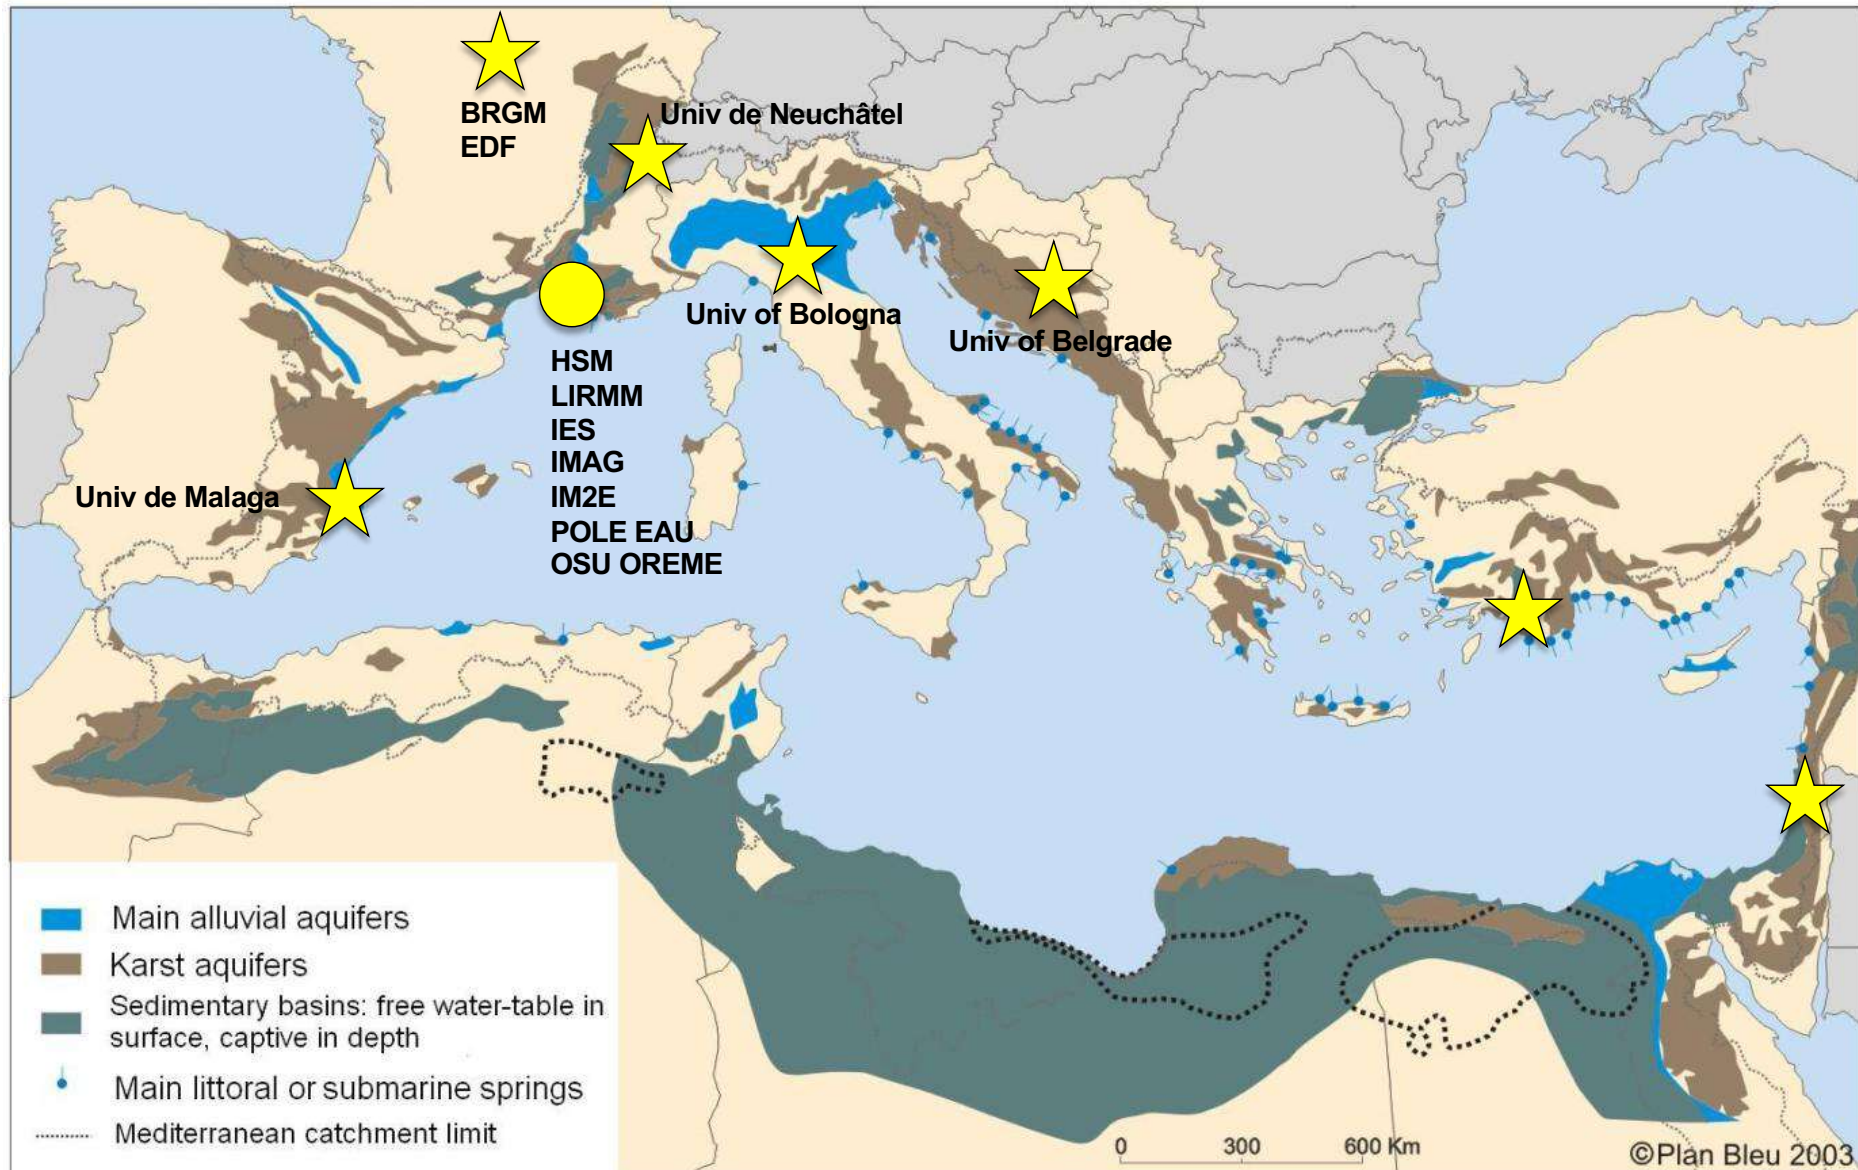 BRGM
EDF
Univ de Neuchâtel
Univ of Bologna
Univ of Belgrade
HSM
LIRMM
IES
IMAG
IM2E
POLE EAU
OSU OREME
Univ de Malaga
Main alluvial aquifers
Karst aquifers
Sedimentary basins: free water-table in
surface, captive in depth
Main littoral or submarine springs
Mediterranean catchment limit
0 300 600 Km
©Plan Bleu 2003